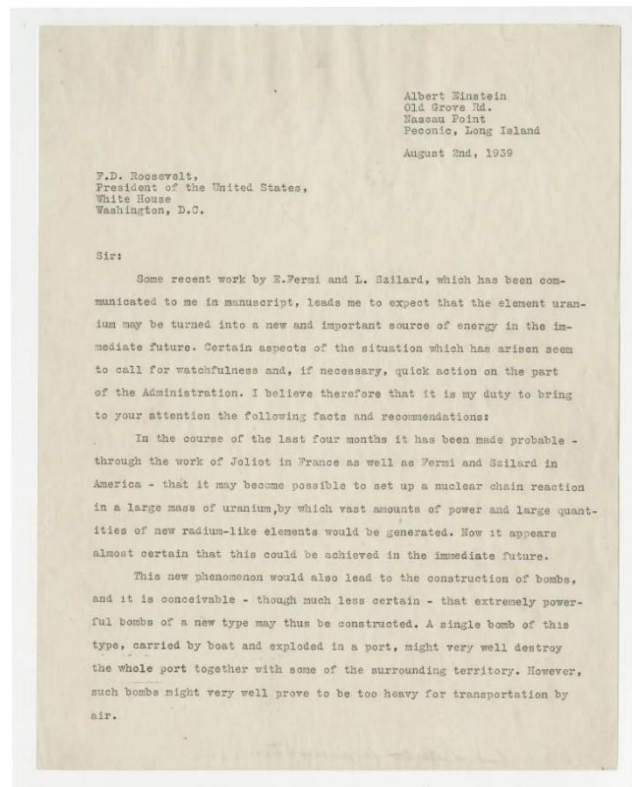 Albert Einstein
Old Grove Rd.
Nassau Point
Peconic, Long Island
August 2nd, 1939
F.D. Roosevelt,
President of the United States,
White House
Washington, D.C.
Sir:
Some recent work by E.Fermi and L. Szilard, which has been com-
municated to me in manuscript, leads me to expect that the element uran-
ium may be turned into a new and important source of energy in the im-
mediate future. Certain aspects of the situation which has arisen seem
to call for watchfulness and, if necessary, quick action on the part
of the Administration. I believe therefore that it is my duty to bring
to your attention the following facts and recommendations:
In the course of the last four months it has been made probable -
through the work of Joliot in France as well as Fermi and Szilard in
America - that it may become possible to set up a nuclear chain reaction
in a large mass of uranium,by which vast amounts of power and large quant-
ities of new radium-like elements would be generated. Now it appears
almost certain that this could be achieved in the immediate future.
This new phenomenon would also lead to the construction of bombs,
and it is conceivable - though much less certain - that extremely power-
ful bombs of a new type may thus be constructed. A single bomb of this
type, carried by boat and exploded in a port, might very well destroy
the whole port together with some of the surrounding territory. However,
such bombs might very well prove to be too heavy for transportation by
air.